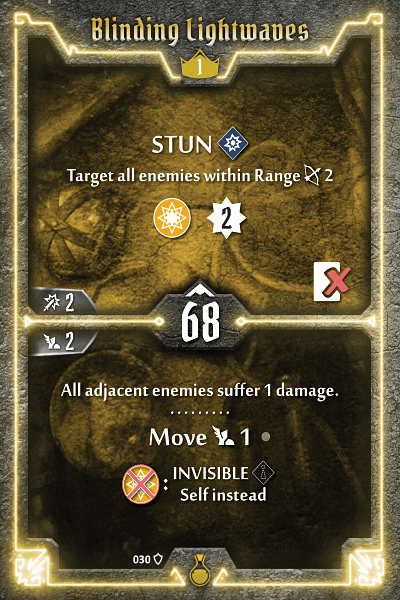 Blinding Lightwaves
1
STUN
Target all enemies within Range 2
2
2
68
2
All adjacent enemies suffer 1 damage.
Move 1
: INVISIBLE
Self instead
030